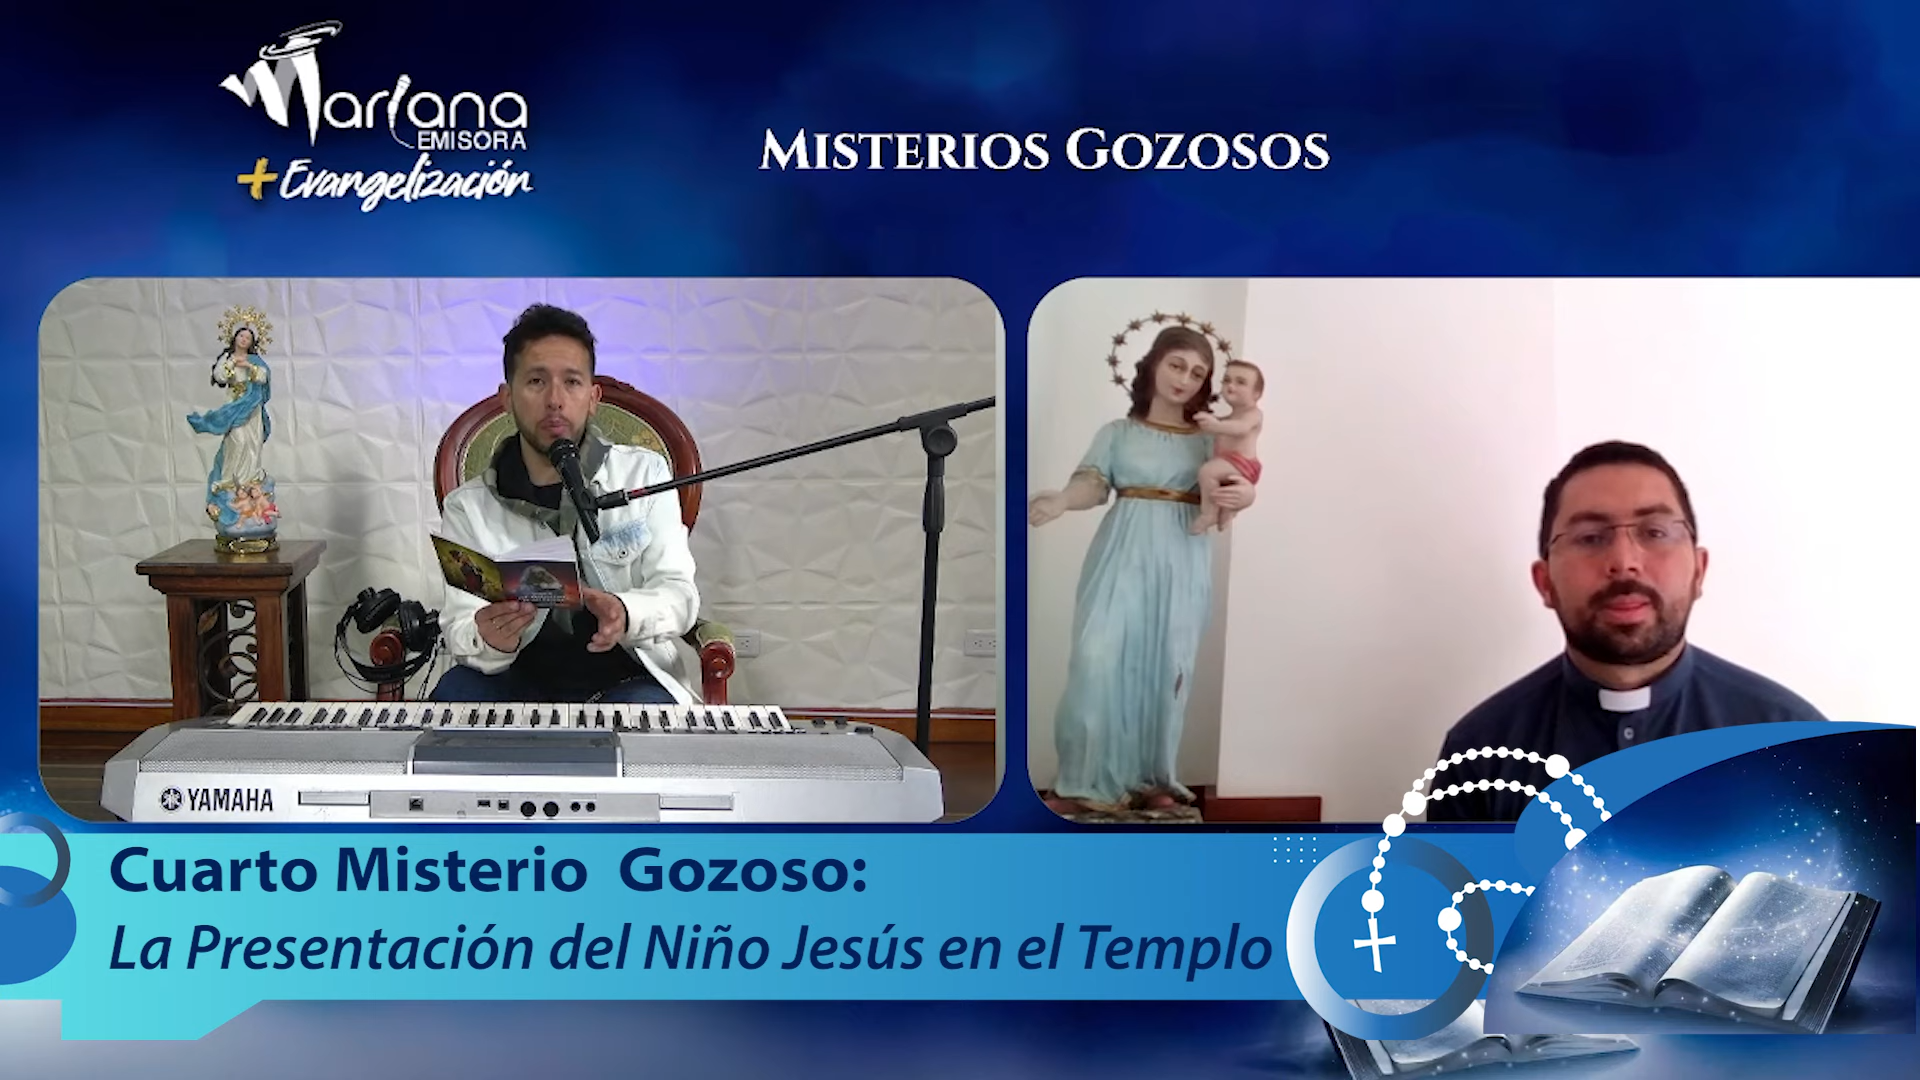 Mariana
EMISORA
+Evangelización
MISTERIOS GOZOSOS
YAMAHA
Cuarto Misterio Gozoso:
La Presentación del Niño Jesús en el Templo